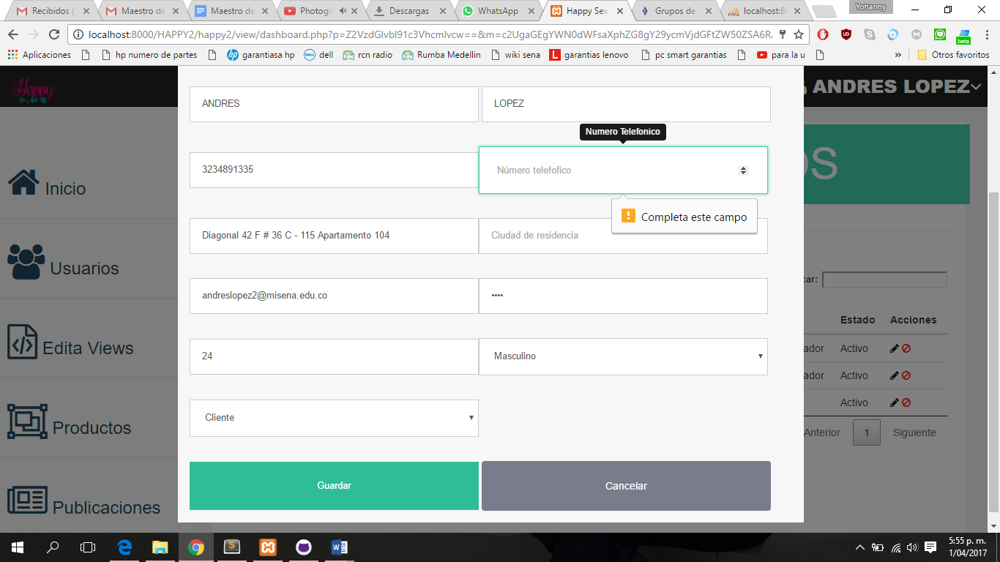 Yohanny
Recibidos (
Maestro de
Maestro de
Photogr
Descargas
WhatsApp
Happy Sex
Grupos de
localhost:80
localhost:8000/HAPPY2/happy2/view/dashboard.php?p=Z2VzdGlvbl91c3Vhcmlvcw==&m=c2UgaGEgYWN0dWFsaXphZG8gY29ycmVjdGFtZW50ZSA6R
Aplicaciones
hp numero de partes
garantiasa hp
dell
rcn radio
Rumba Medellin
wiki sena
garantias lenovo
pc smart garantias
para la u
»
Otros favoritos
beta
Happy
ANDRES LOPEZ
ANDRES
LOPEZ
Numero Telefonico
3234891335
Número telefofico
Completa este campo
OS
Inicio
Diagonal 42 F # 36 C - 115 Apartamento 104
Ciudad de residencia
Usuarios
car:
andreslopez2@misena.edu.co
••••
Estado Acciones
Edita Views
24
Masculino
ador Activo
ador Activo
Activo
Productos
Cliente
Anterior 1 Siguiente
Guardar
Cancelar
Publicaciones
5:55 p. m.
1/04/2017